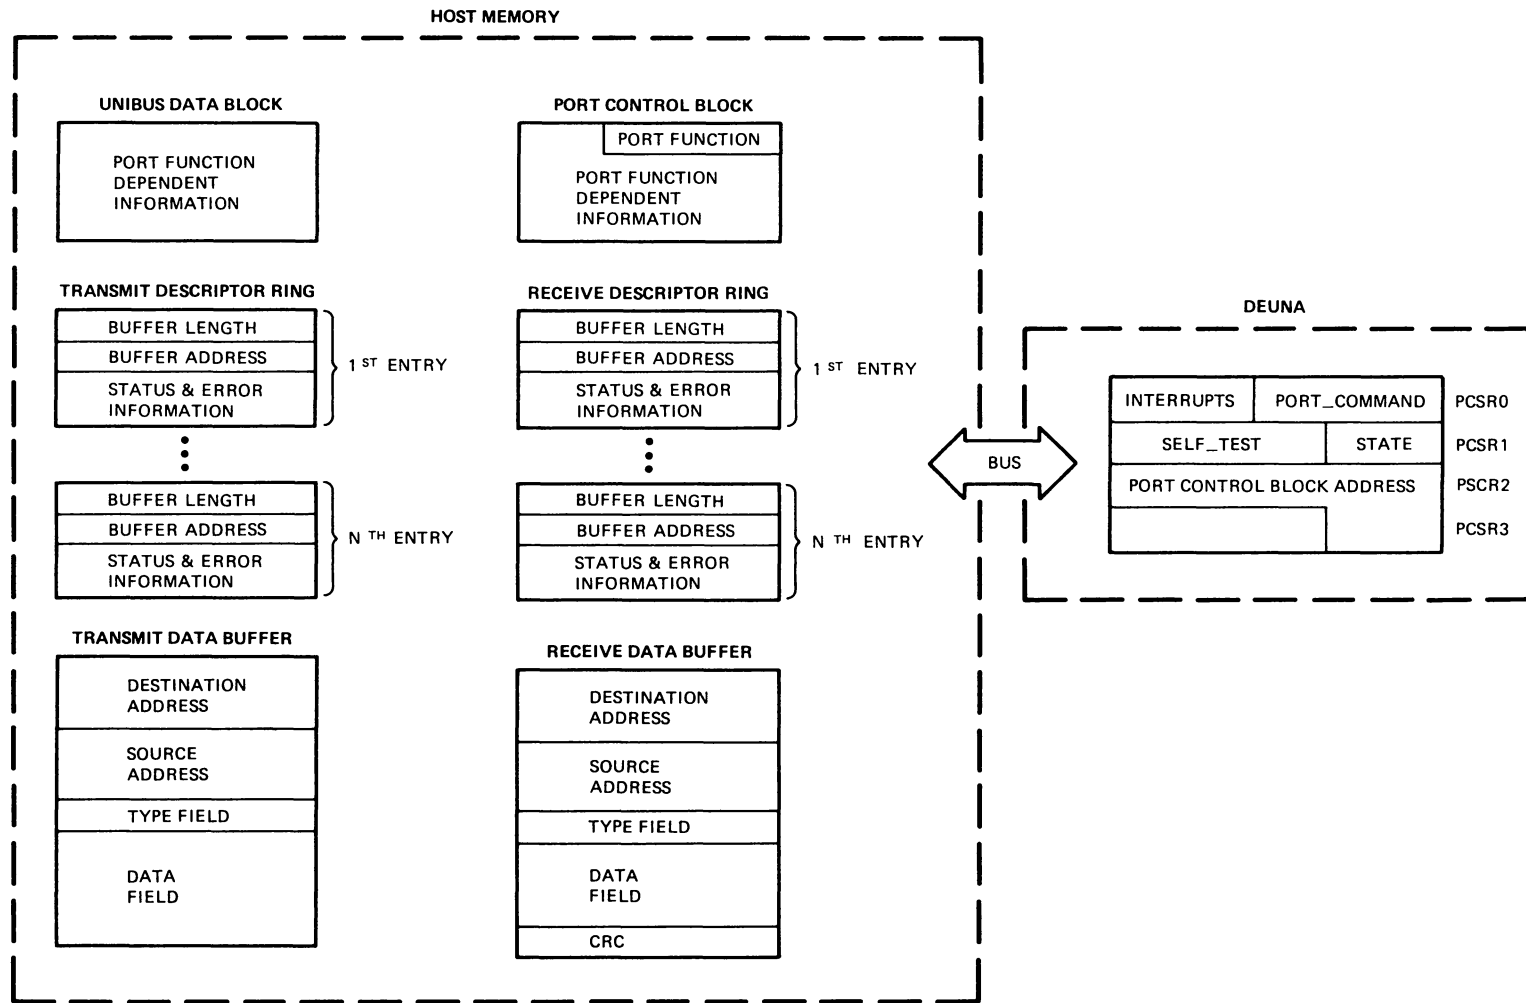 HOST MEMORY
UNIBUS DATA BLOCK
PORT FUNCTION
DEPENDENT
INFORMATION
PORT CONTROL BLOCK
PORT FUNCTION
PORT FUNCTION
DEPENDENT
INFORMATION
TRANSMIT DESCRIPTOR RING
BUFFER LENGTH
BUFFER ADDRESS
STATUS & ERROR
INFORMATION
1 ST ENTRY
BUFFER LENGTH
BUFFER ADDRESS
STATUS & ERROR
INFORMATION
N TH ENTRY
RECEIVE DESCRIPTOR RING
BUFFER LENGTH
BUFFER ADDRESS
STATUS & ERROR
INFORMATION
1 ST ENTRY
BUFFER LENGTH
BUFFER ADDRESS
STATUS & ERROR
INFORMATION
N TH ENTRY
TRANSMIT DATA BUFFER
DESTINATION
ADDRESS
SOURCE
ADDRESS
TYPE FIELD
DATA
FIELD
RECEIVE DATA BUFFER
DESTINATION
ADDRESS
SOURCE
ADDRESS
TYPE FIELD
DATA
FIELD
CRC
BUS
DEUNA
INTERRUPTS PORT_COMMAND PCSR0
SELF_TEST STATE PCSR1
PORT CONTROL BLOCK ADDRESS PSCR2
PCSR3